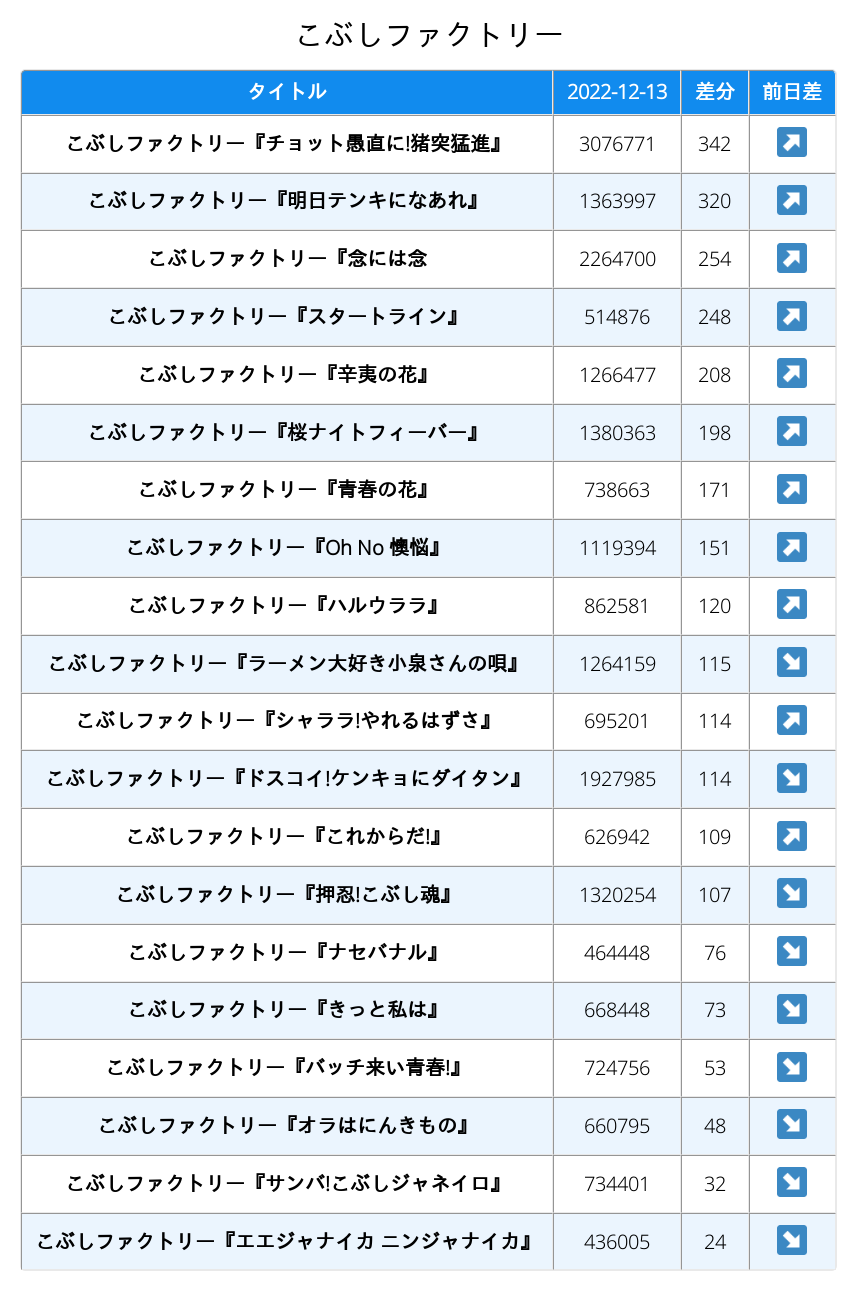 こぶしファクトリー
タイトル 2022-12-13 差分 前日差
こぶしファクトリー『チョット愚直に!猪突猛進』 3076771 342
こぶしファクトリー『明日テンキになあれ』 1363997 320
こぶしファクトリー『念には念 2264700 254
こぶしファクトリー『スタートライン』 514876 248
こぶしファクトリー『辛夷の花』 1266477 208
こぶしファクトリー『桜ナイトフィーバー』 1380363 198
こぶしファクトリー『青春の花』 738663 171
こぶしファクトリー『Oh No 懊悩』 1119394 151
こぶしファクトリー『ハルウララ』 862581 120
こぶしファクトリー『ラーメン大好き小泉さんの唄』 1264159 115
こぶしファクトリー『シャララ!やれるはずさ』 695201 114
こぶしファクトリー『ドスコイ!ケンキョにダイタン』 1927985 114
こぶしファクトリー『これからだ!』 626942 109
こぶしファクトリー『押忍!こぶし魂』 1320254 107
こぶしファクトリー『ナセバナル』 464448 76
こぶしファクトリー『きっと私は』 668448 73
こぶしファクトリー『バッチ来い青春!』 724756 53
こぶしファクトリー『オラはにんきもの』 660795 48
こぶしファクトリー『サンバ!こぶしジャネイロ』 734401 32
こぶしファクトリー『エエジャナイカ ニンジャナイカ』 436005 24